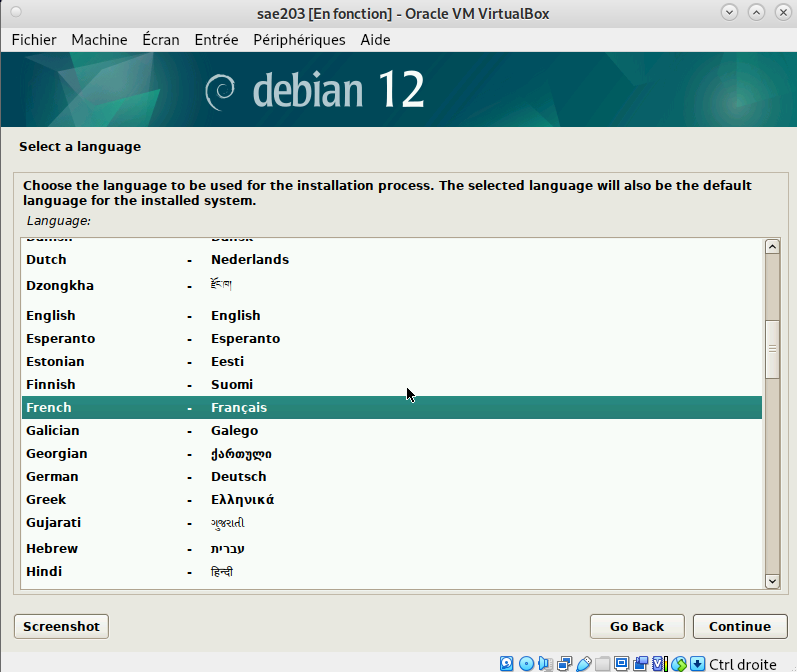 sae203 [En fonction] - Oracle VM VirtualBox
Fichier Machine Écran Entrée Périphériques Aide
debian 12
Select a language
Choose the language to be used for the installation process. The selected language will also be the default
language for the installed system.
Language:
Danish - Dansk
Dutch - Nederlands
Dzongkha - རྫོང་ཁ།
English - English
Esperanto - Esperanto
Estonian - Eesti
Finnish - Suomi
French - Français
Galician - Galego
Georgian - ქართული
German - Deutsch
Greek - Ελληνικά
Gujarati - ગુજરાતી
Hebrew - עברית
Hindi - हिन्दी
Screenshot Go Back Continue
Ctrl droite